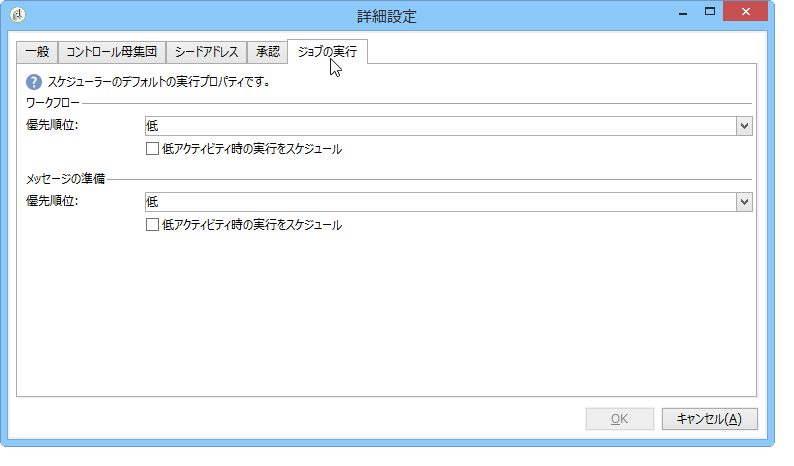 詳細設定
一般 コントロール母集団 シードアドレス 承認 ジョブの実行
スケジューラーのデフォルトの実行プロパティです。
ワークフロー
優先順位: 低
低アクティビティ時の実行をスケジュール
メッセージの準備
優先順位: 低
低アクティビティ時の実行をスケジュール
OK キャンセル(A)